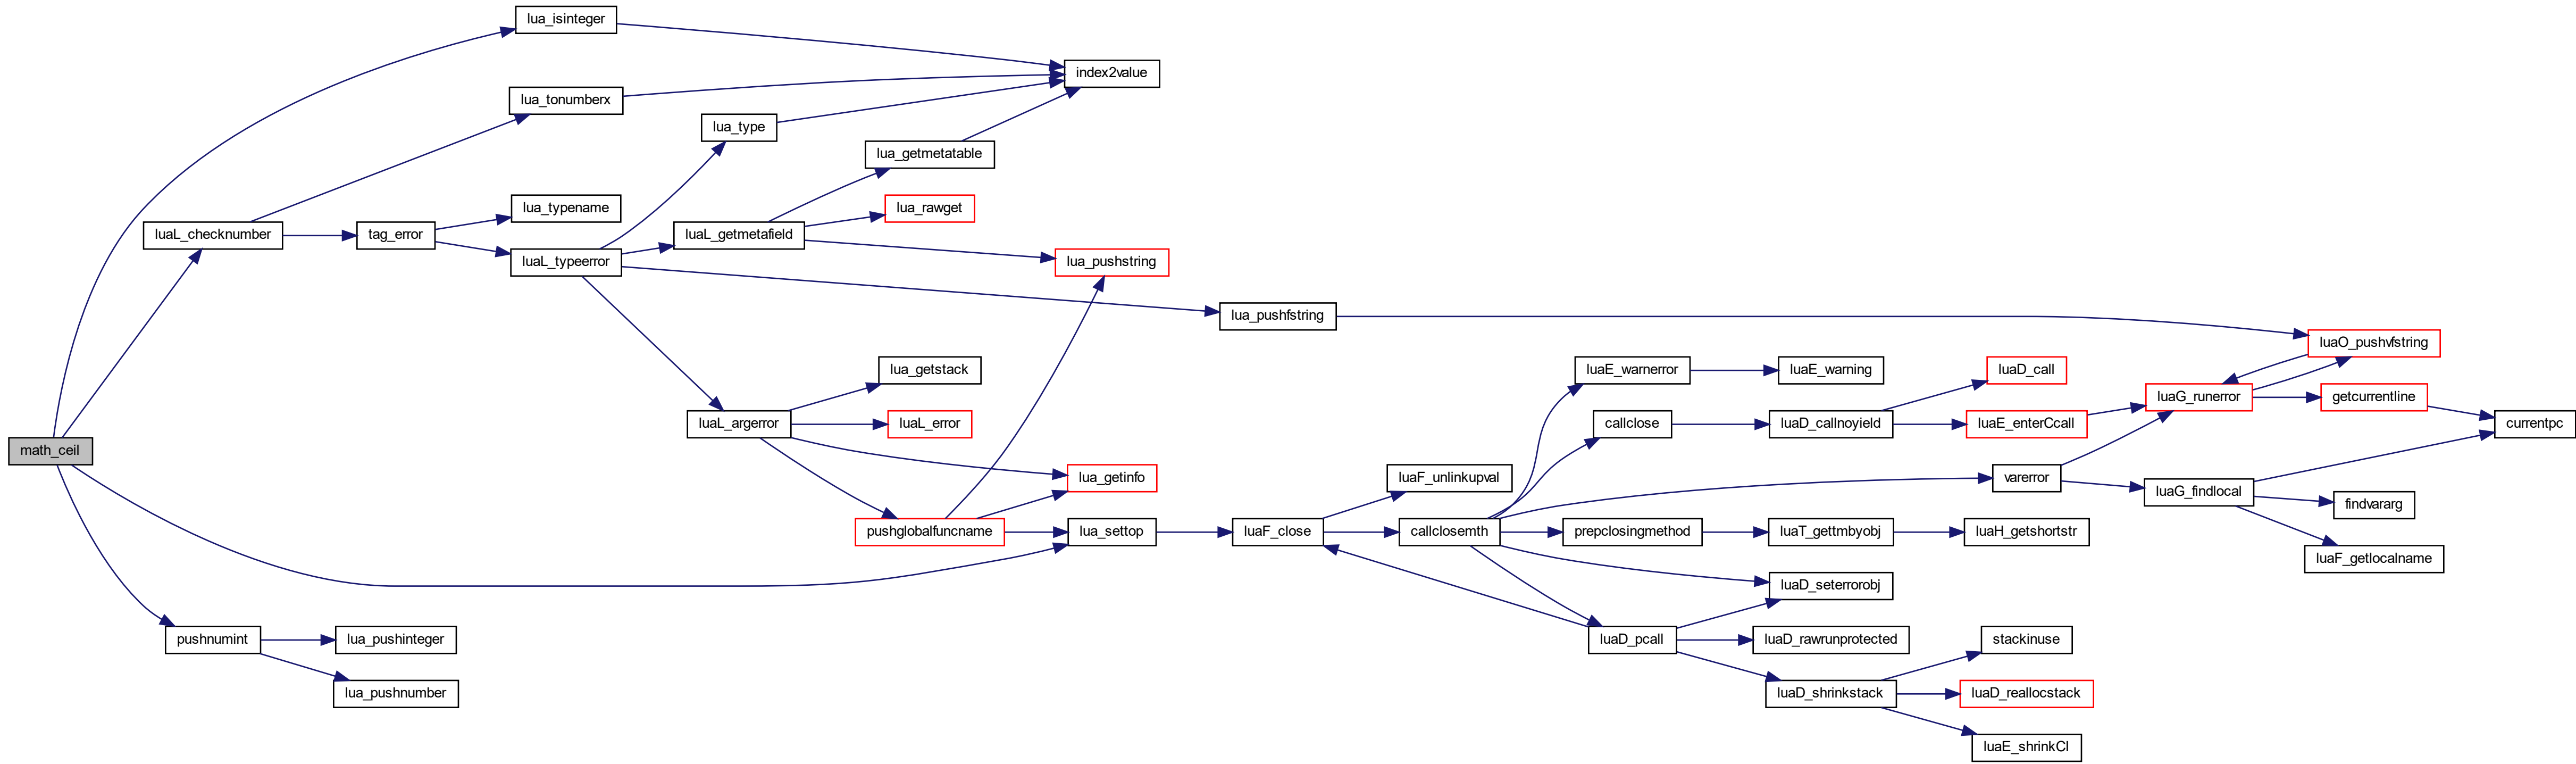 lua_isinteger
index2value
lua_tonumberx
lua_type
lua_getmetatable
lua_typename
lua_rawget
luaL_checknumber
tag_error
luaL_getmetafield
luaL_typeerror
lua_pushstring
lua_pushfstring
luaO_pushvfstring
lua_getstack
luaE_warnerror
luaE_warning
luaD_call
luaG_runerror
getcurrentline
luaL_argerror
luaL_error
callclose
luaD_callnoyield
luaE_enterCcall
currentpc
math_ceil
lua_getinfo
luaF_unlinkupval
varerror
luaG_findlocal
findvararg
pushglobalfuncname
lua_settop
luaF_close
callclosemth
prepclosingmethod
luaT_gettmbyobj
luaH_getshortstr
luaF_getlocalname
luaD_seterrorobj
pushnumint
lua_pushinteger
luaD_pcall
luaD_rawrunprotected
stackinuse
lua_pushnumber
luaD_shrinkstack
luaD_reallocstack
luaE_shrinkCI